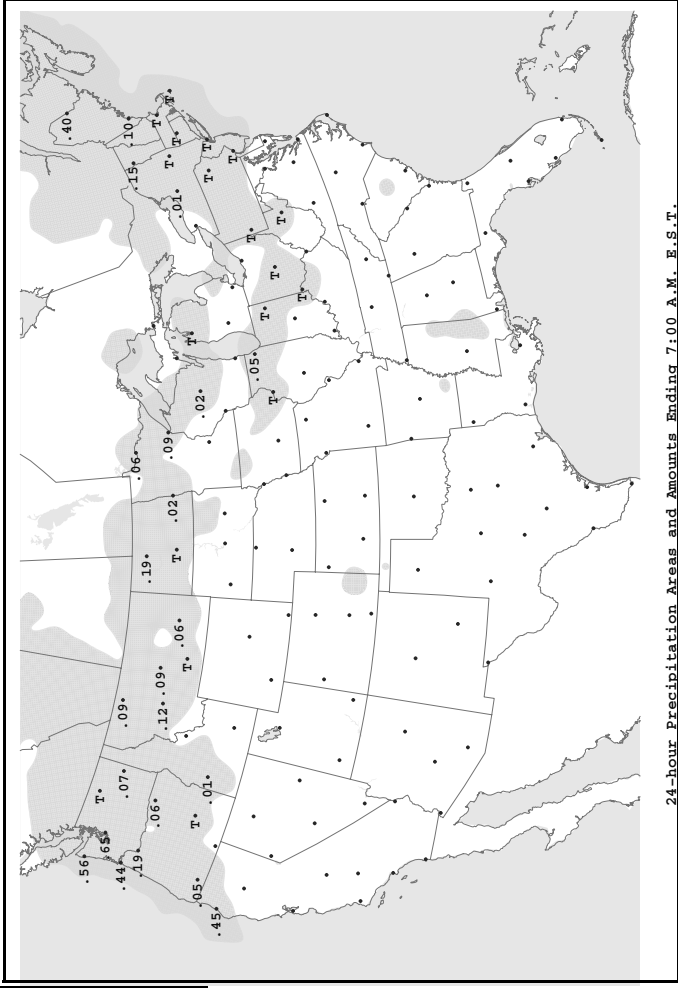 .40
.56
T
.65
.44
.07
.09
.10
.15
.19
.06
.19
.06
T
.12
.09
.09
T
T
.02
T
T
.01
.06
T
T
T
.05
.02
.01
T
T
.45
T
T
.05
T
T
T
T
T
24-hour Precipitation Areas and Amounts Ending 7:00 A.M. E.S.T.